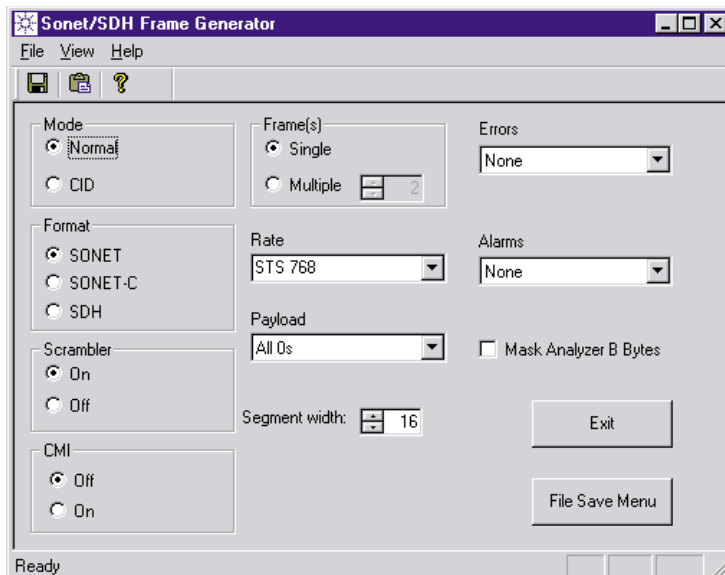 Sonet/SDH Frame Generator
File View Help
Mode
Normal
CID
Format
SONET
SONET-C
SDH
Scrambler
On
Off
CMI
Off
On
Frame(s)
Single
Multiple 2
Rate
STS 768
Payload
All 0s
Segment width: 16
Errors
None
Alarms
None
Mask Analyzer B Bytes
Exit
File Save Menu
Ready